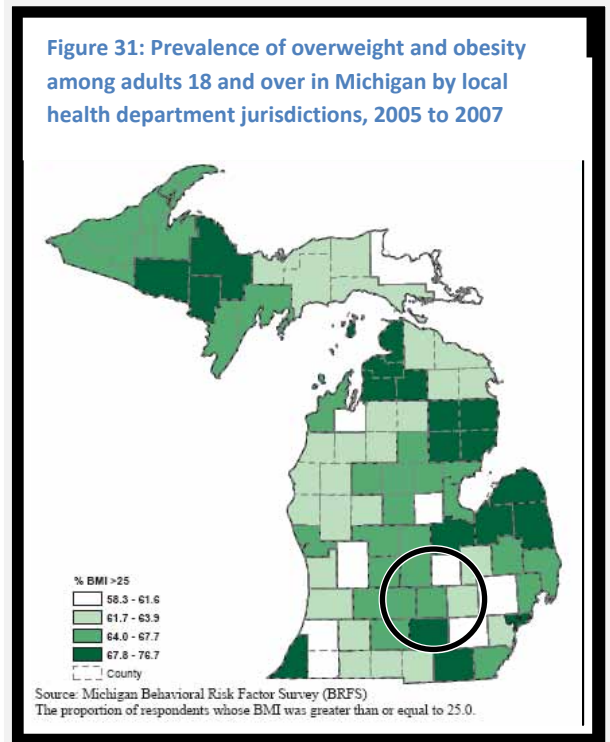 Figure 31: Prevalence of overweight and obesity
among adults 18 and over in Michigan by local
health department jurisdictions, 2005 to 2007
% BMI >25
58.3 - 61.6
61.7 - 63.9
64.0 - 67.7
67.8 - 76.7
County
Source: Michigan Behavioral Risk Factor Survey (BRFS)
The proportion of respondents whose BMI was greater than or equal to 25.0.